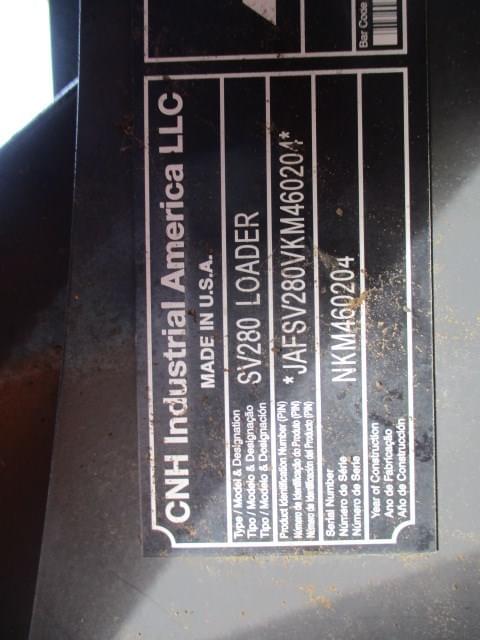 CNH Industrial America LLC
MADE IN U.S.A.
Type / Model & Designation
Tipo / Modelo & Designação
Tipo / Modelo & Designación
SV280 LOADER
Product Identification Number (PIN)
Número de Identificação do Produto (PIN)
Número de Identificación del Producto (PIN)
*JAFSV280VKM460204*
Serial Number
Número de Série
Número de Serie
NKM460204
Year of Construction
Ano de Fabricação
Año de Construcción
Bar Code